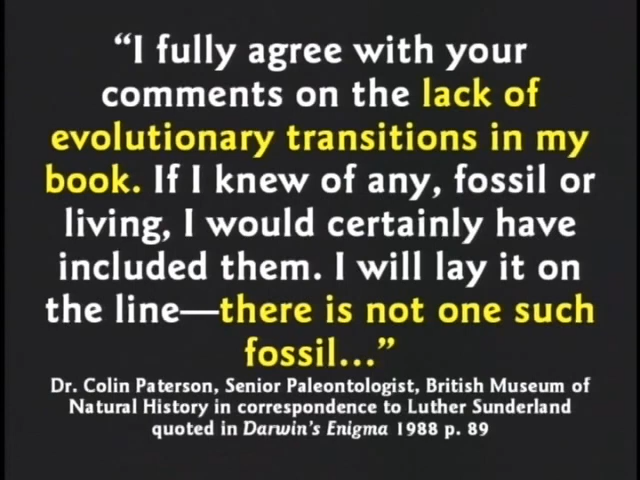 “I fully agree with your
comments on the lack of
evolutionary transitions in my
book. If I knew of any, fossil or
living, I would certainly have
included them. I will lay it on
the line—there is not one such
fossil...”
Dr. Colin Paterson, Senior Paleontologist, British Museum of
Natural History in correspondence to Luther Sunderland
quoted in Darwin’s Enigma 1988 p. 89